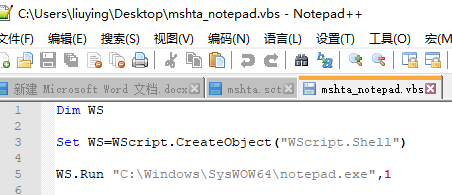 C:\Users\liuying\Desktop\mshta_notepad.vbs - Notepad++
文件(F) 编辑(E) 搜索(S) 视图(V) 编码(N) 语言(L) 设置(T) 工具(O) 宏(M)
新建 Microsoft Word 文档.docx mshta.sct mshta_notepad.vbs
1 Dim WS
2
3 Set WS=WScript.CreateObject("WScript.Shell")
4
5 WS.Run "C:\Windows\SysWOW64\notepad.exe",1